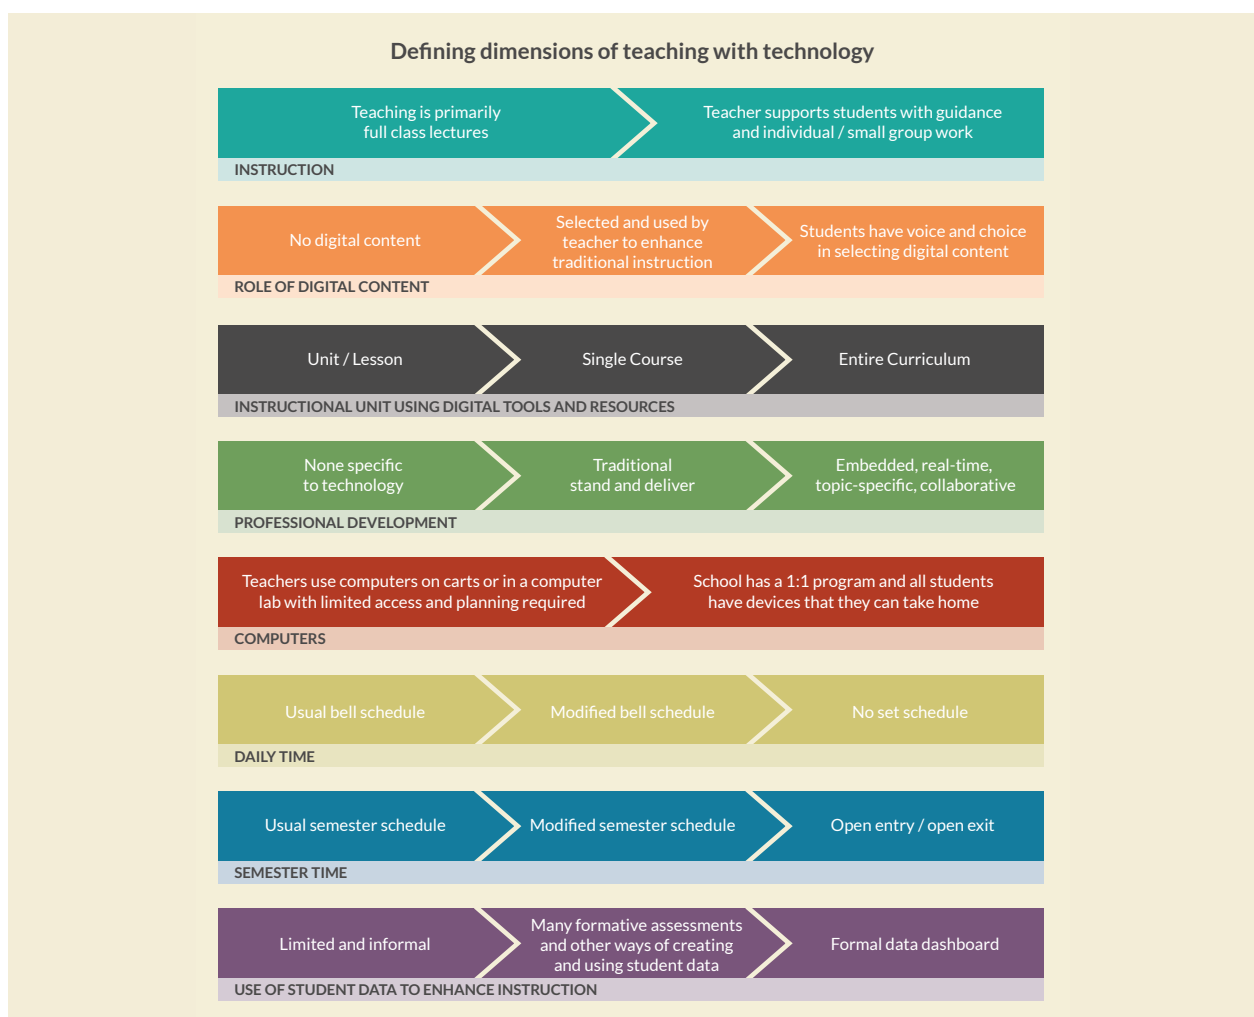 Defining dimensions of teaching with technology
Teaching is primarily
full class lectures
Teacher supports students with guidance
and individual / small group work
INSTRUCTION
No digital content
Selected and used by
teacher to enhance
traditional instruction
Students have voice and choice
in selecting digital content
ROLE OF DIGITAL CONTENT
Unit / Lesson
Single Course
Entire Curriculum
INSTRUCTIONAL UNIT USING DIGITAL TOOLS AND RESOURCES
None specific
to technology
Traditional
stand and deliver
Embedded, real-time,
topic-specific, collaborative
PROFESSIONAL DEVELOPMENT
Teachers use computers on carts or in a computer
lab with limited access and planning required
School has a 1:1 program and all students
have devices that they can take home
COMPUTERS
Usual bell schedule
Modified bell schedule
No set schedule
DAILY TIME
Usual semester schedule
Modified semester schedule
Open entry / open exit
SEMESTER TIME
Limited and informal
Many formative assessments
and other ways of creating
and using student data
Formal data dashboard
USE OF STUDENT DATA TO ENHANCE INSTRUCTION